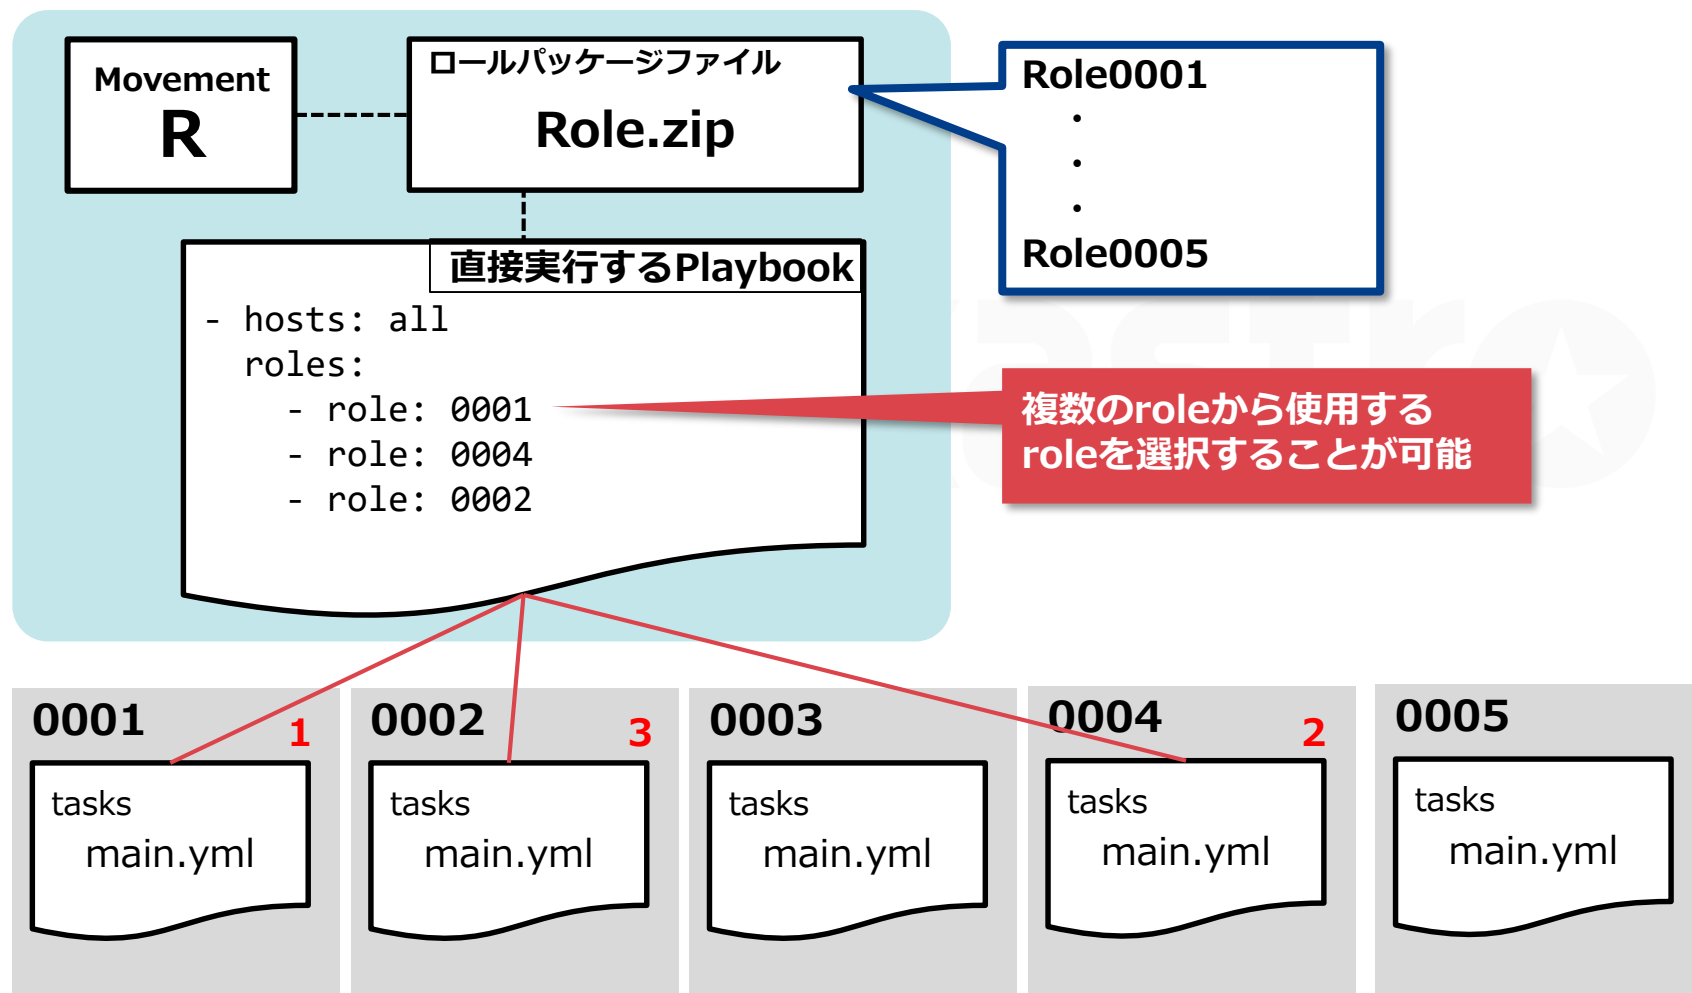 Movement
R
ロールパッケージファイル
Role.zip
Role0001
・
・
・
Role0005
直接実行するPlaybook
- hosts: all
roles:
- role: 0001
- role: 0004
- role: 0002
複数のroleから使用する
roleを選択することが可能
0001
1
tasks
main.yml
0002
3
tasks
main.yml
0003
tasks
main.yml
0004
2
tasks
main.yml
0005
tasks
main.yml